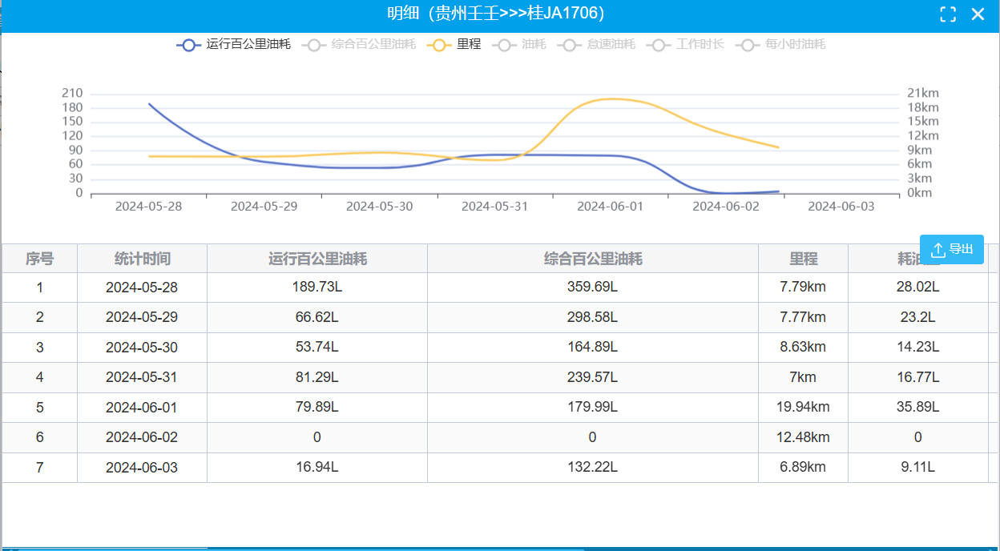 明细（贵州壬壬>>>桂JA1706）
运行百公里油耗 综合百公里油耗 里程 油耗 怠速油耗 工作时长 每小时油耗
210 21km
180 18km
150 15km
120 12km
90 9km
60 6km
30 3km
0 0km
2024-05-28 2024-05-29 2024-05-30 2024-05-31 2024-06-01 2024-06-02 2024-06-03
导出
序号 统计时间 运行百公里油耗 综合百公里油耗 里程 耗油
1 2024-05-28 189.73L 359.69L 7.79km 28.02L
2 2024-05-29 66.62L 298.58L 7.77km 23.2L
3 2024-05-30 53.74L 164.89L 8.63km 14.23L
4 2024-05-31 81.29L 239.57L 7km 16.77L
5 2024-06-01 79.89L 179.99L 19.94km 35.89L
6 2024-06-02 0 0 12.48km 0
7 2024-06-03 16.94L 132.22L 6.89km 9.11L